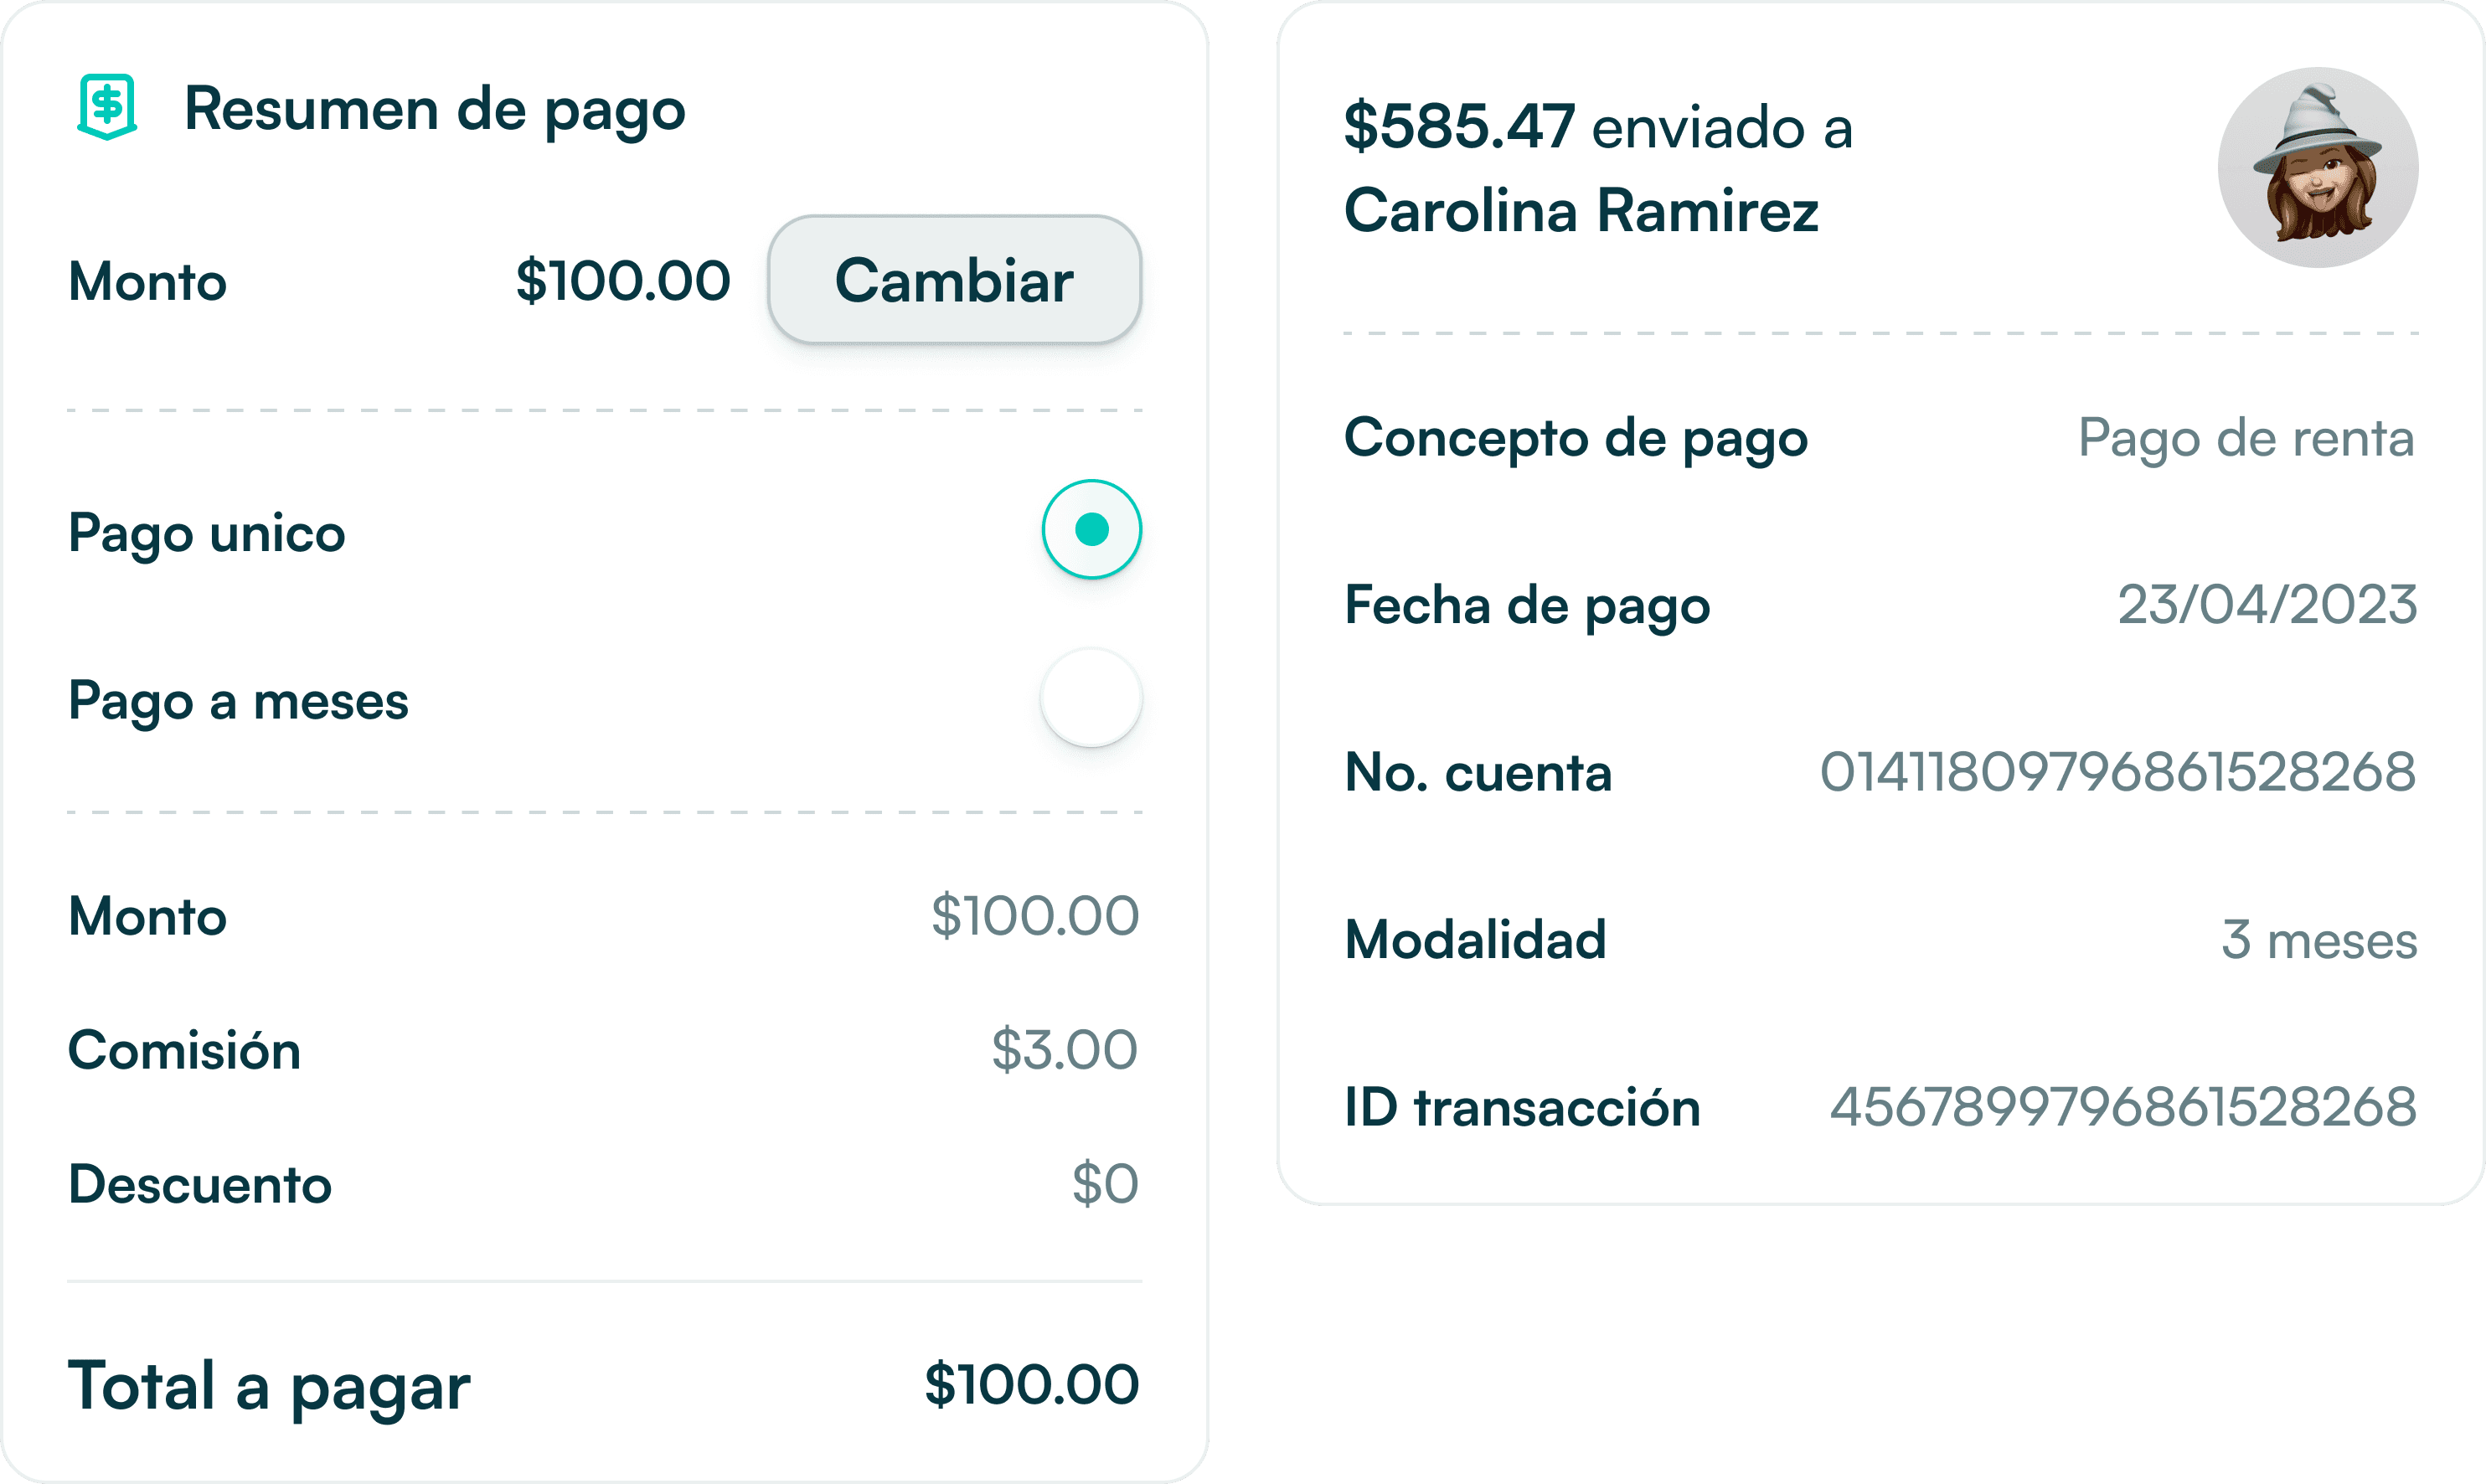 Resumen de pago
Monto $100.00 Cambiar
Pago unico
Pago a meses
Monto $100.00
Comisión $3.00
Descuento $0
Total a pagar $100.00
$585.47 enviado a
Carolina Ramirez
Concepto de pago Pago de renta
Fecha de pago 23/04/2023
No. cuenta 014118097968615​28268
Modalidad 3 meses
ID transacción 4567899796861528268